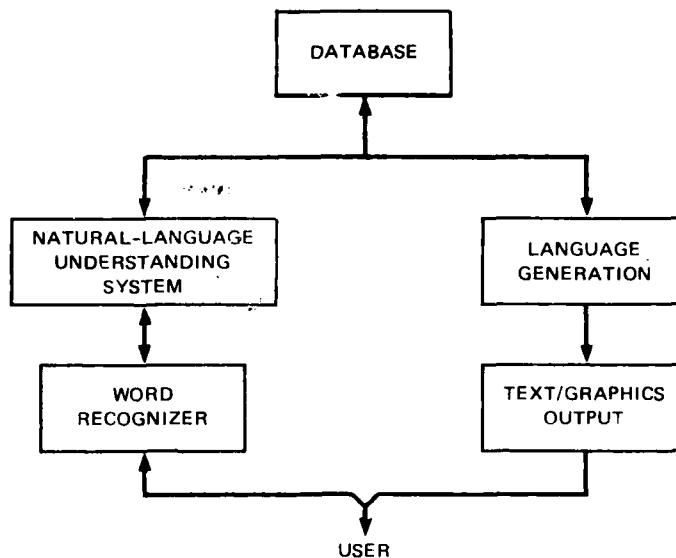 DATABASE
NATURAL-LANGUAGE
UNDERSTANDING
SYSTEM
LANGUAGE
GENERATION
WORD
RECOGNIZER
TEXT/GRAPHICS
OUTPUT
USER